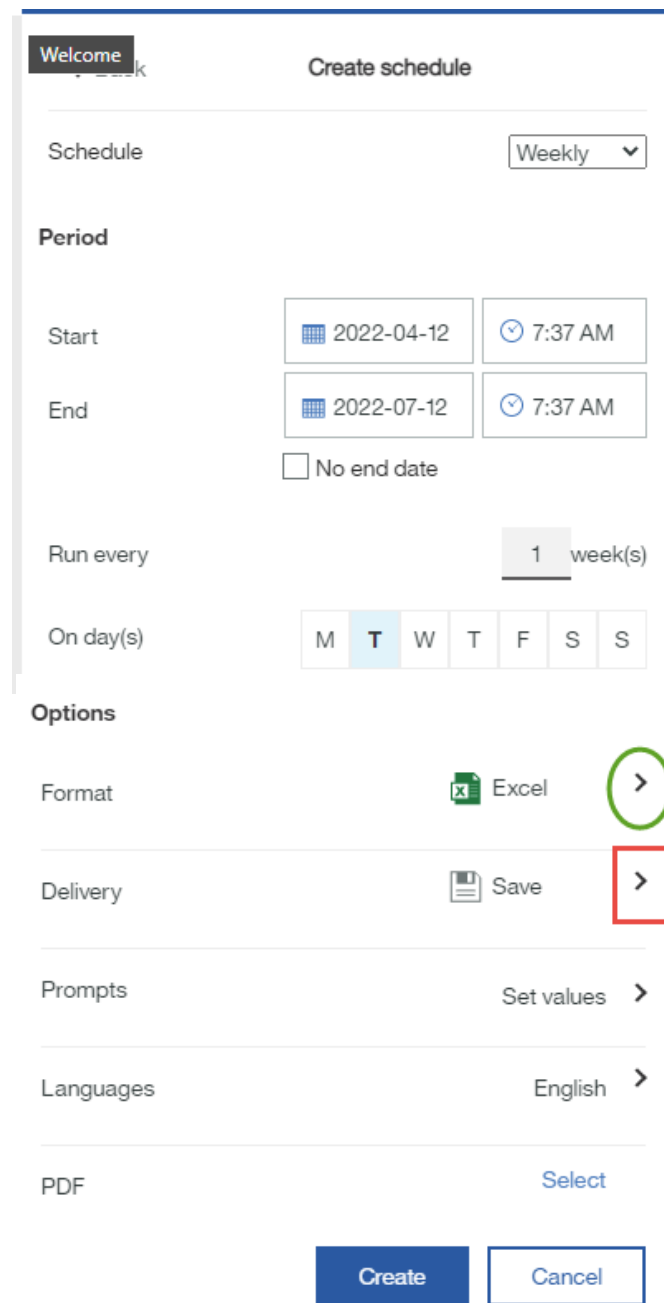 Welcome
Create schedule
Schedule
Weekly
Period
Start
2022-04-12
7:37 AM
End
2022-07-12
7:37 AM
No end date
Run every
1 week(s)
On day(s)
M T W T F S S
Options
Format
Excel
Delivery
Save
Prompts
Set values
Languages
English
PDF
Select
Create
Cancel